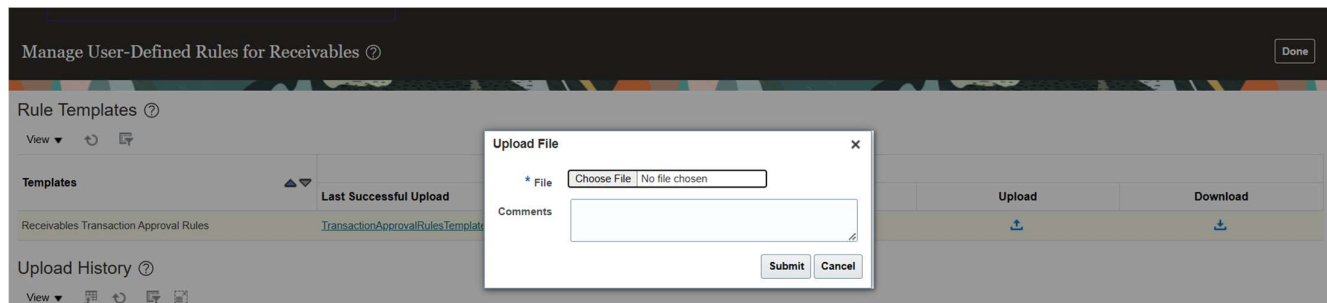 Manage User-Defined Rules for Receivables
Done
Rule Templates
View
Upload File
File
Choose File No file chosen
Comments
Submit Cancel
Templates
Last Successful Upload Upload Download
Receivables Transaction Approval Rules TransactionApprovalRulesTemplate
Upload History
View